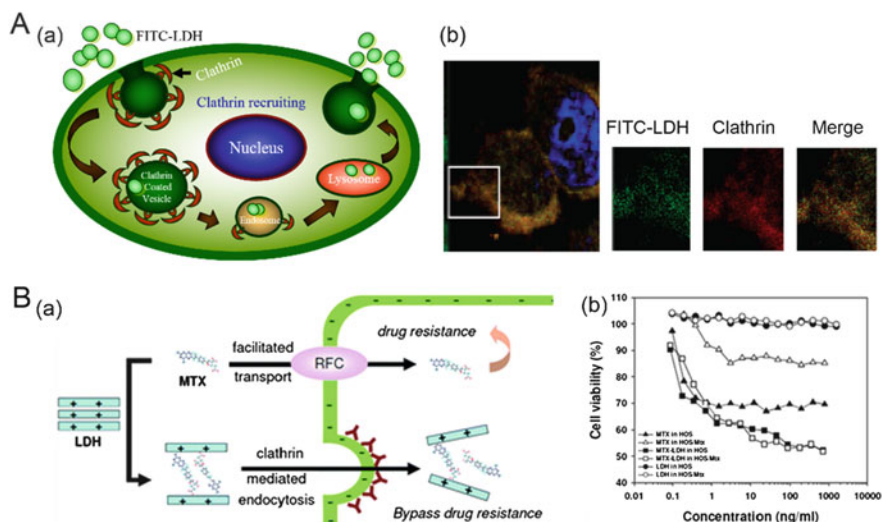 A
(a)
FITC-LDH
Clathrin
Clathrin recruiting
Nucleus
Clathrin
Coated
Vesicle
Endosome
Lysosome
(b)
FITC-LDH
Clathrin
Merge
B
(a)
LDH
MTX
facilitated
transport
RFC
drug resistance
clathrin
mediated
endocytosis
Bypass drug resistance
(b)
Cell viability (%)
110
100
90
80
70
60
50
40
MTX in HOS
MTX in HOS/Mtx
MTX-LDH in HOS
MTX-LDH in HOS/Mtx
LDH in HOS
LDH in HOS/Mtx
0.01 0.1 1 10 100 1000 10000
Concentration (ng/ml)